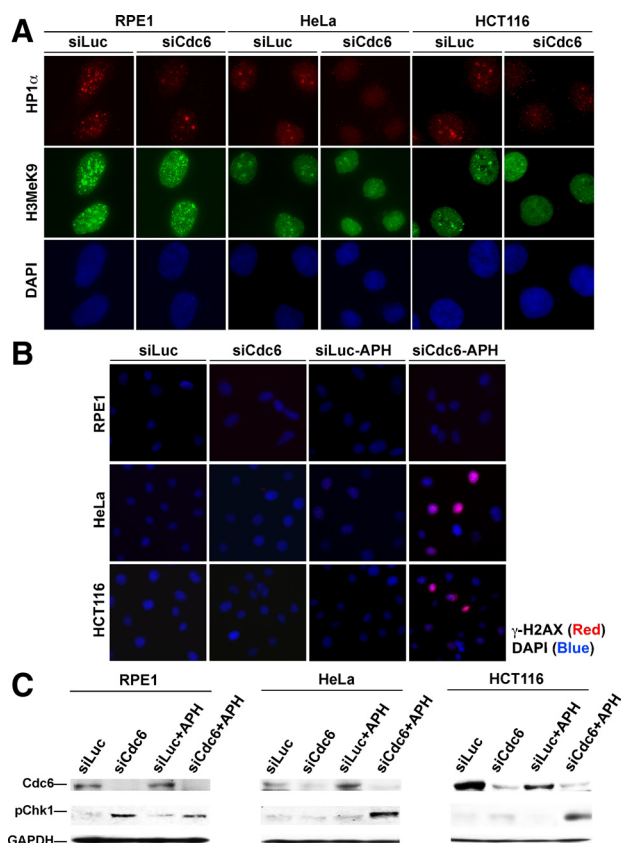 A
RPE1 HeLa HCT116
siLuc siCdc6 siLuc siCdc6 siLuc siCdc6
HP1α
H3MeK9
DAPI
B
siLuc siCdc6 siLuc-APH siCdc6-APH
RPE1
HeLa
HCT116
γ-H2AX (Red)
DAPI (Blue)
C
RPE1 HeLa HCT116
siLuc siCdc6 siLuc+APH siCdc6+APH siLuc siCdc6 siLuc+APH siCdc6+APH siLuc siCdc6 siLuc+APH siCdc6+APH
Cdc6
pChk1
GAPDH